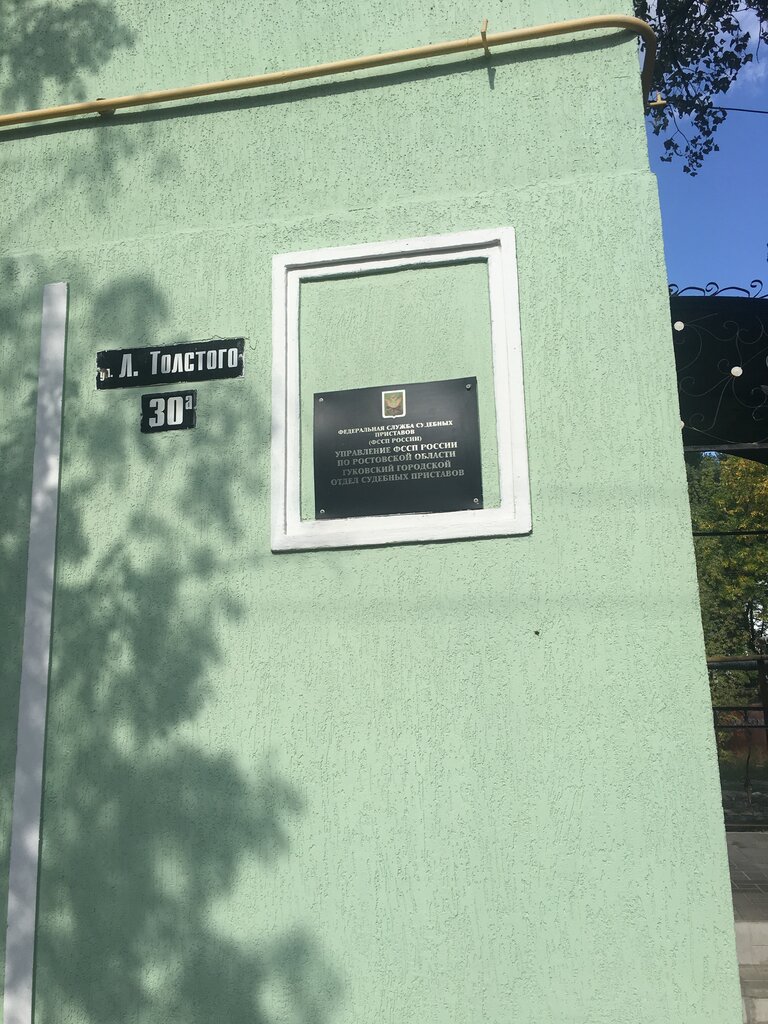 ул. Л. Толстого
30а
ФЕДЕРАЛЬНАЯ СЛУЖБА СУДЕБНЫХ
ПРИСТАВОВ
(ФССП РОССИИ)
УПРАВЛЕНИЕ ФССП РОССИИ
ПО РОСТОВСКОЙ ОБЛАСТИ
ГУКОВСКИЙ ГОРОДСКОЙ
ОТДЕЛ СУДЕБНЫХ ПРИСТАВОВ